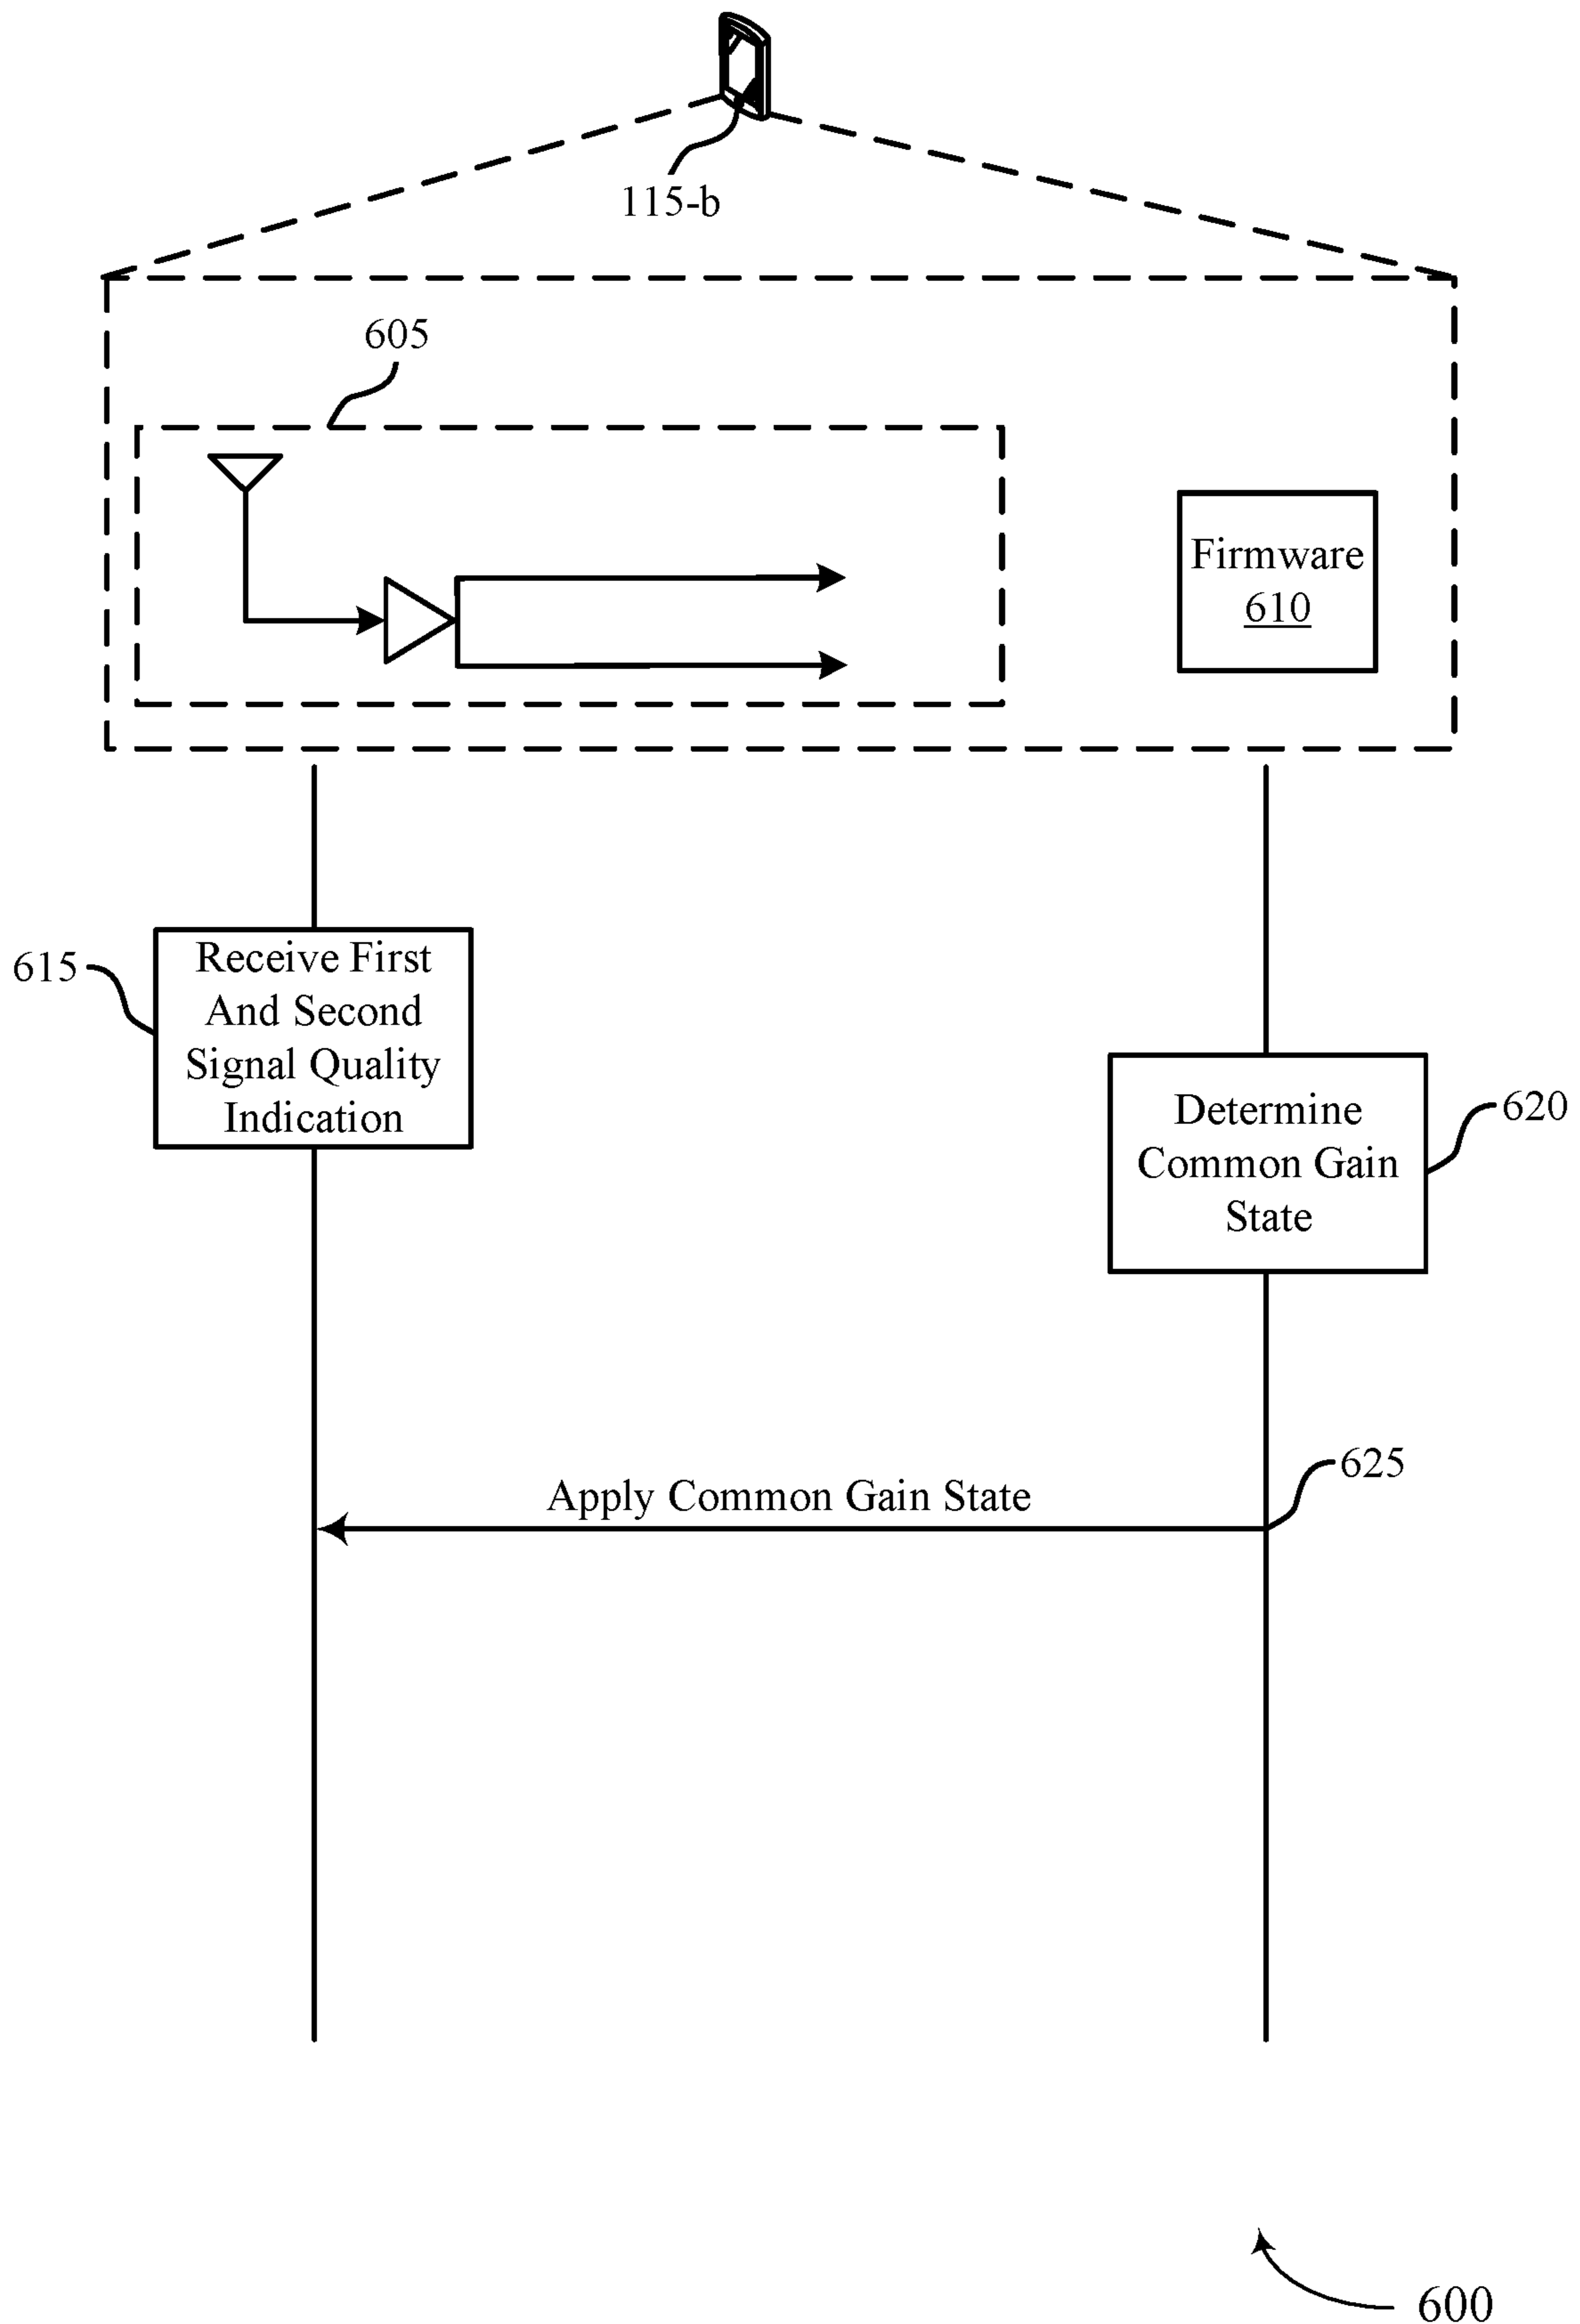 115-b
605
Firmware
610
615
Receive First
And Second
Signal Quality
Indication
Determine
Common Gain
State
620
Apply Common Gain State
625
600